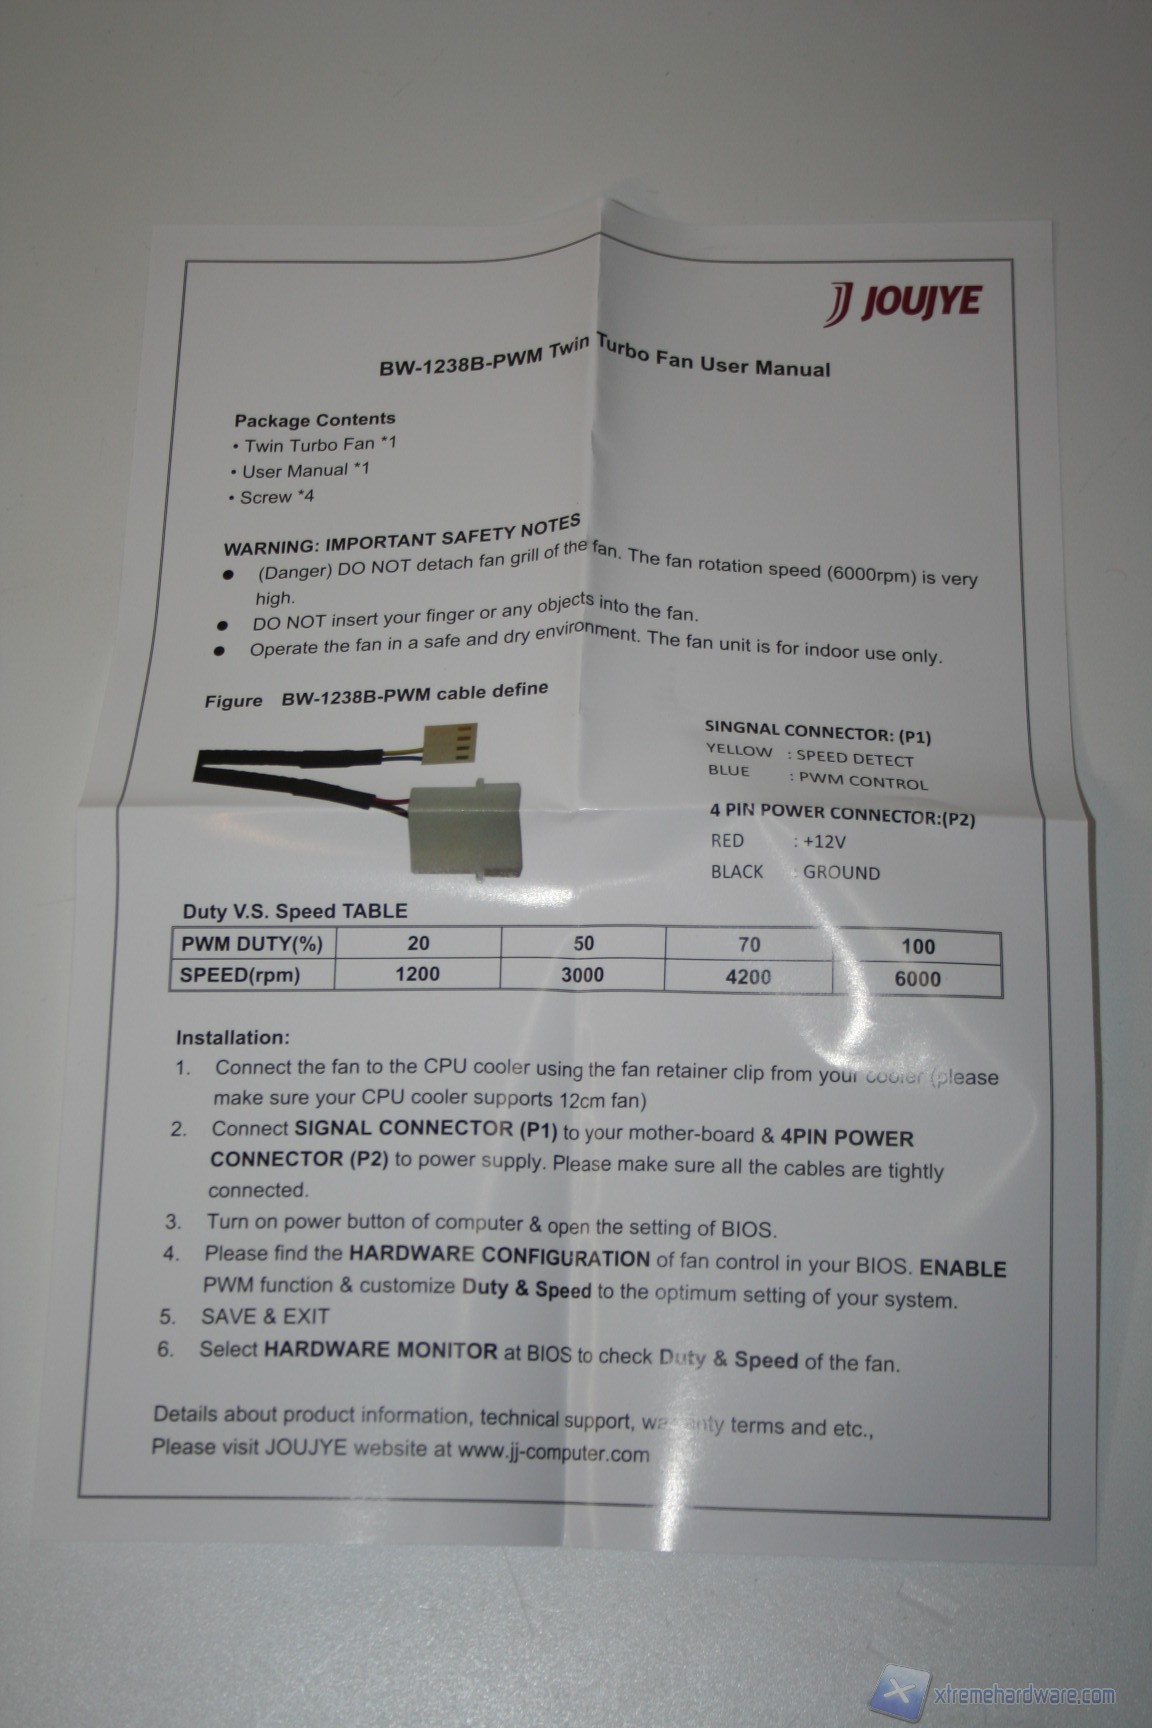 JJ JOUJYE
BW-1238B-PWM Twin Turbo Fan User Manual
Package Contents
• Twin Turbo Fan *1
• User Manual *1
• Screw *4
WARNING: IMPORTANT SAFETY NOTES
● (Danger) DO NOT detach fan grill of the fan. The fan rotation speed (6000rpm) is very
high.
● DO NOT insert your finger or any objects into the fan.
● Operate the fan in a safe and dry environment. The fan unit is for indoor use only.
Figure BW-1238B-PWM cable define
SINGNAL CONNECTOR: (P1)
YELLOW : SPEED DETECT
BLUE : PWM CONTROL
4 PIN POWER CONNECTOR:(P2)
RED : +12V
BLACK : GROUND
Duty V.S. Speed TABLE
PWM DUTY(%) 20 50 70 100
SPEED(rpm) 1200 3000 4200 6000
Installation:
1. Connect the fan to the CPU cooler using the fan retainer clip from your cooler (please
make sure your CPU cooler supports 12cm fan)
2. Connect SIGNAL CONNECTOR (P1) to your mother-board & 4PIN POWER
CONNECTOR (P2) to power supply. Please make sure all the cables are tightly
connected.
3. Turn on power button of computer & open the setting of BIOS.
4. Please find the HARDWARE CONFIGURATION of fan control in your BIOS. ENABLE
PWM function & customize Duty & Speed to the optimum setting of your system.
5. SAVE & EXIT
6. Select HARDWARE MONITOR at BIOS to check Duty & Speed of the fan.
Details about product information, technical support, warranty terms and etc.,
Please visit JOUJYE website at www.jj-computer.com
xtremehardware.com